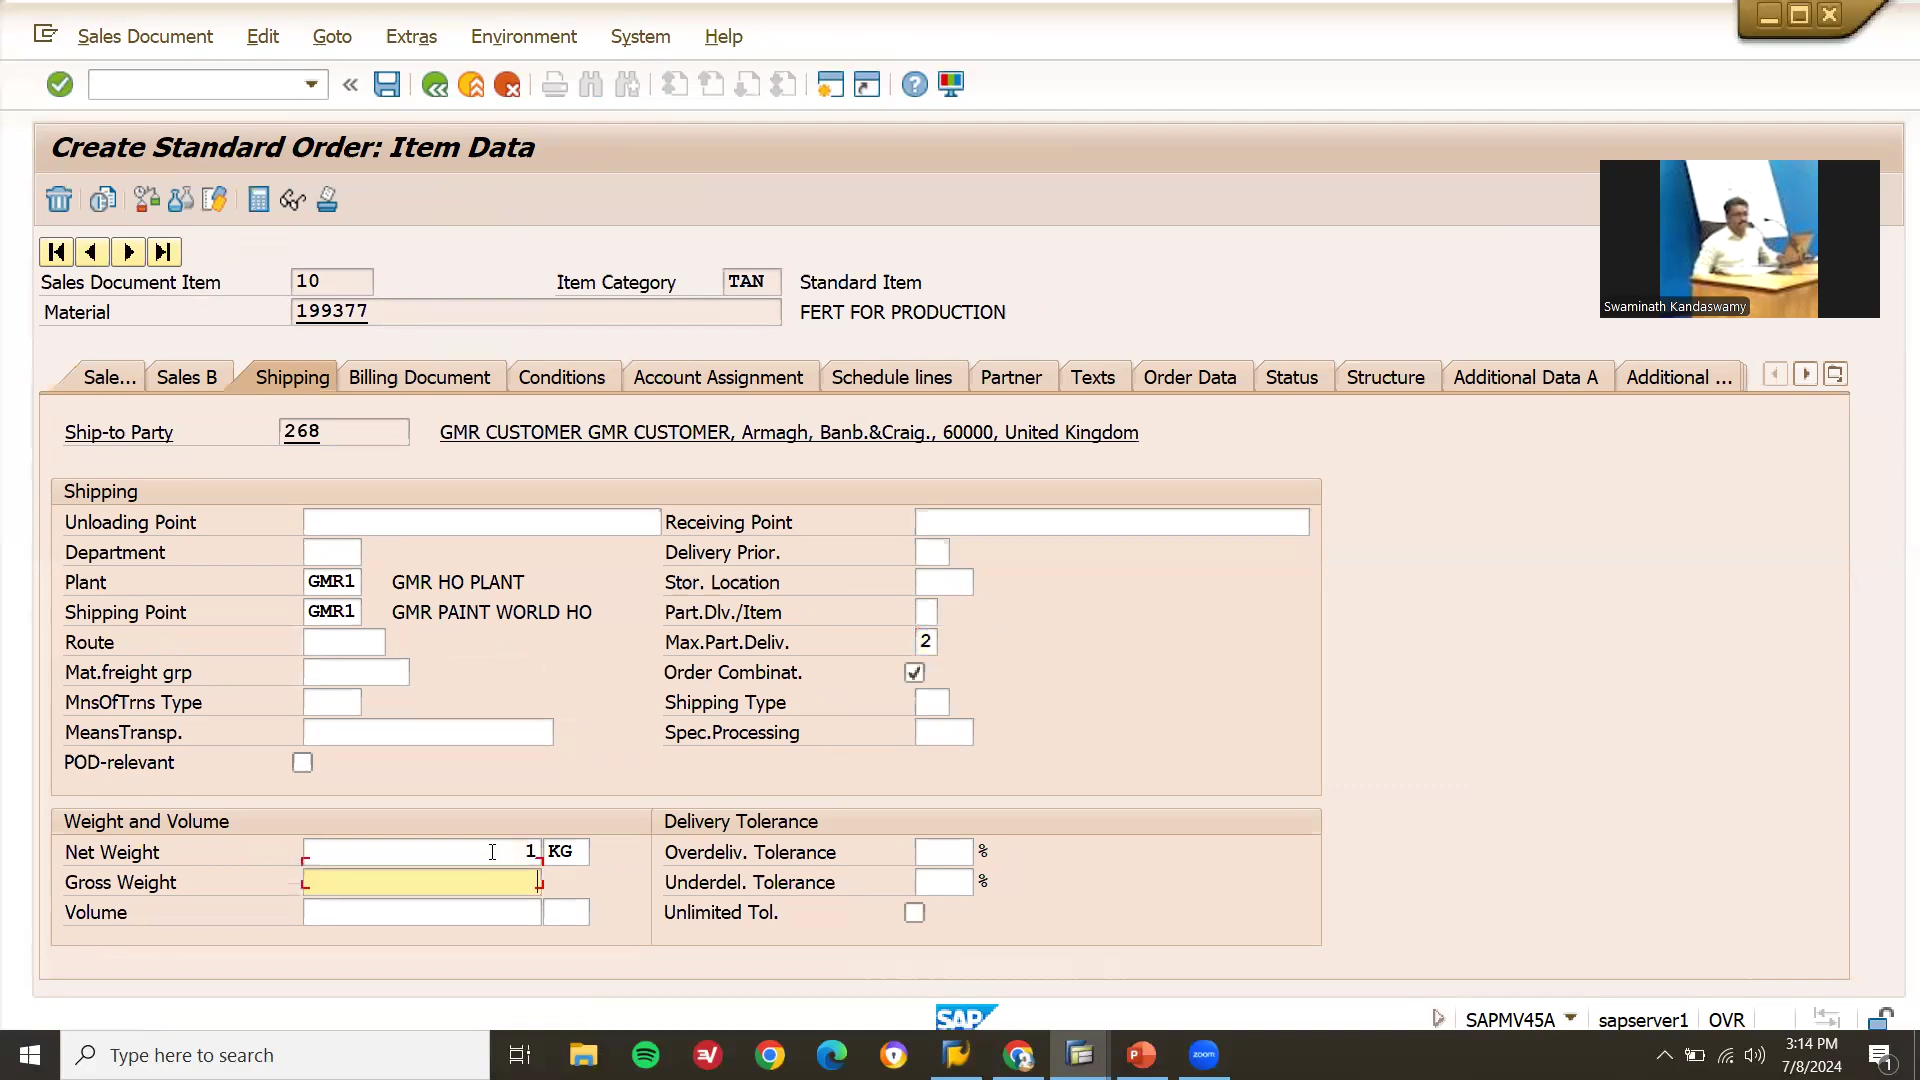 Sales Document Edit Goto Extras Environment System Help
Create Standard Order: Item Data
Sales Document Item 10 Item Category TAN Standard Item
Material 199377 FERT FOR PRODUCTION
Swaminath Kandaswamy
Sale... Sales B Shipping Billing Document Conditions Account Assignment Schedule lines Partner Texts Order Data Status Structure Additional Data A Additional ...
Ship-to Party 268 GMR CUSTOMER GMR CUSTOMER, Armagh, Banb.&Craig., 60000, United Kingdom
Shipping
Unloading Point Receiving Point
Department Delivery Prior.
Plant GMR1 GMR HO PLANT Stor. Location
Shipping Point GMR1 GMR PAINT WORLD HO Part.Dlv./Item
Route Max.Part.Deliv. 2
Mat.freight grp Order Combinat.
MnsOfTrns Type Shipping Type
MeansTransp. Spec.Processing
POD-relevant
Weight and Volume Delivery Tolerance
Net Weight 1 KG Overdeliv. Tolerance %
Gross Weight Underdel. Tolerance %
Volume Unlimited Tol.
SAP SAPMV45A sapserver1 OVR
Type here to search zoom 3:14 PM
7/8/2024 1